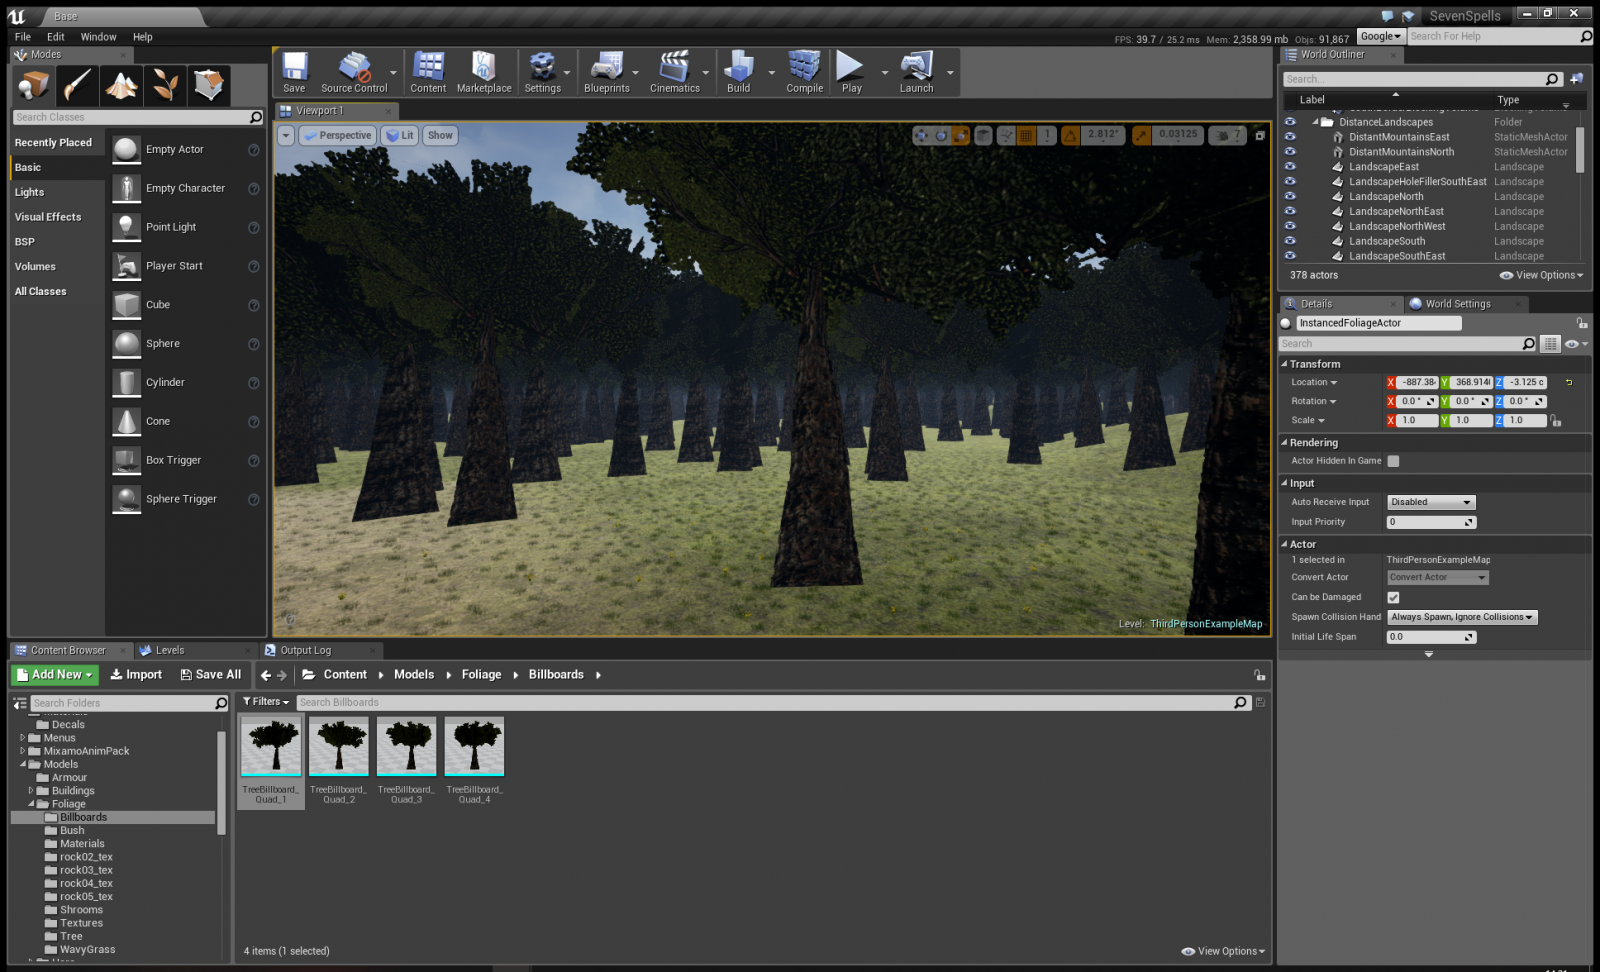 Base
SevenSpells
File Edit Window Help
FPS: 39.7 / 25.2 ms Mem: 2,358.99 mb Objs: 91,867
Google
Search For Help
Modes
Search Classes
Recently Placed
Basic
Lights
Visual Effects
BSP
Volumes
All Classes
Empty Actor
Empty Character
Point Light
Player Start
Cube
Sphere
Cylinder
Cone
Box Trigger
Sphere Trigger
Save
Source Control
Content
Marketplace
Settings
Blueprints
Cinematics
Build
Compile
Play
Launch
Viewport 1
Perspective
Lit
Show
1
2.812°
0.03125
7
Level: ThirdPersonExampleMap
World Outliner
Search...
Label Type
DistanceLandscapes Folder
DistantMountainsEast StaticMeshActor
DistantMountainsNorth StaticMeshActor
LandscapeEast Landscape
LandscapeHoleFillerSouthEast Landscape
LandscapeNorth Landscape
LandscapeNorthEast Landscape
LandscapeNorthWest Landscape
LandscapeSouth Landscape
LandscapeSouthEast Landscape
378 actors
View Options
Details
World Settings
InstancedFoliageActor
Search
Transform
Location X -887.38 Y 368.914 Z -3.125 c
Rotation X 0.0 ° Y 0.0 ° Z 0.0 °
Scale X 1.0 Y 1.0 Z 1.0
Rendering
Actor Hidden In Game
Input
Auto Receive Input Disabled
Input Priority 0
Actor
1 selected in ThirdPersonExampleMap
Convert Actor Convert Actor
Can be Damaged
Spawn Collision Hand Always Spawn, Ignore Collisions
Initial Life Span 0.0
Content Browser
Levels
Output Log
Add New
Import
Save All
Content Models Foliage Billboards
Search Folders
Filters
Search Billboards
Decals
Menus
MixamoAnimPack
Models
Armour
Buildings
Foliage
Billboards
Bush
Materials
rock02_tex
rock03_tex
rock04_tex
rock05_tex
Shrooms
Textures
Tree
WavyGrass
TreeBillboard_
Quad_1
TreeBillboard_
Quad_2
TreeBillboard_
Quad_3
TreeBillboard_
Quad_4
4 items (1 selected)
View Options